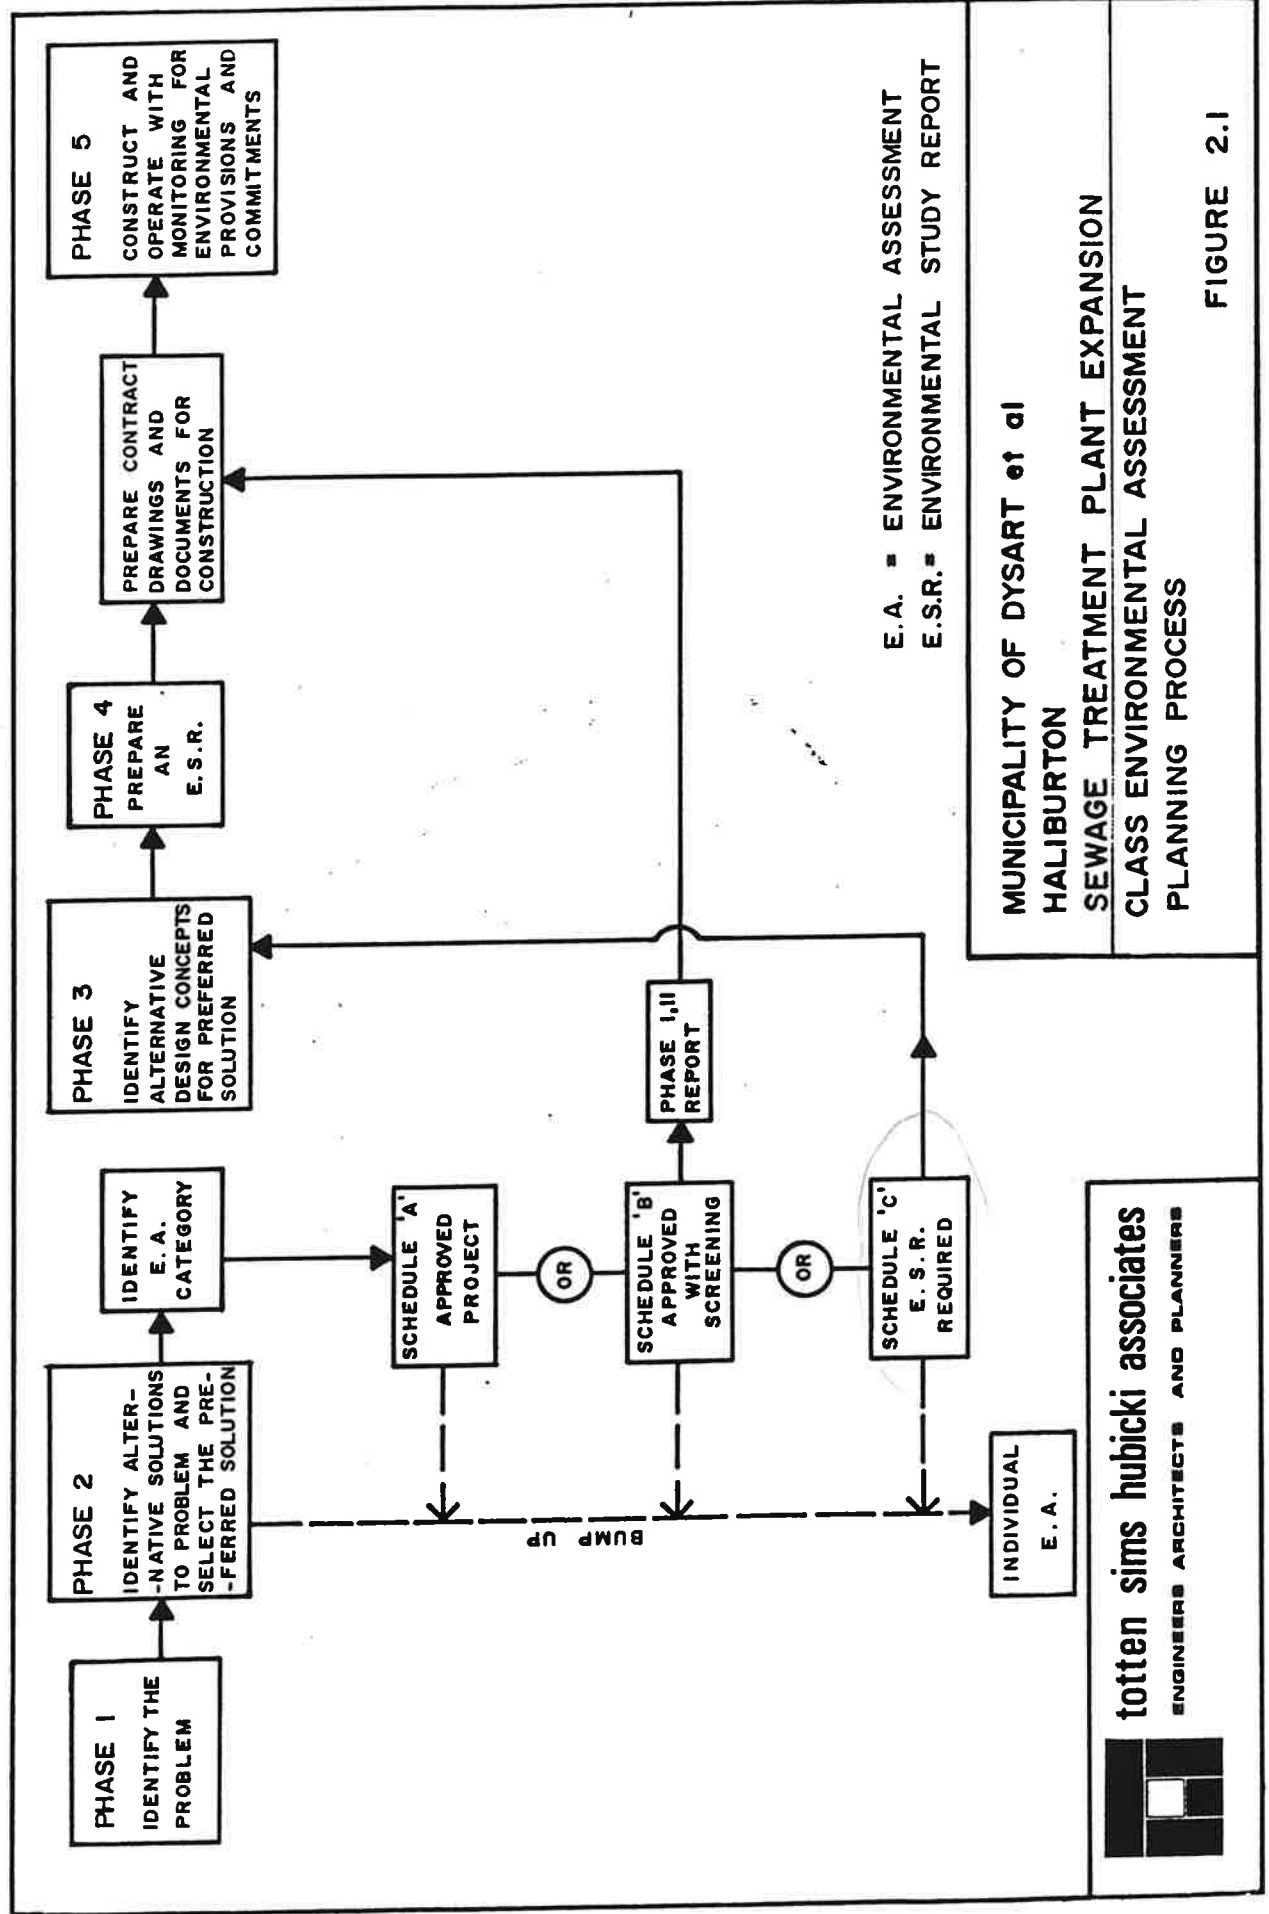 PHASE 1
IDENTIFY THE
PROBLEM
PHASE 2
IDENTIFY ALTER-
-NATIVE SOLUTIONS
TO PROBLEM AND
SELECT THE PRE-
-FERRED SOLUTION
IDENTIFY
E.A.
CATEGORY
PHASE 3
IDENTIFY
ALTERNATIVE
DESIGN CONCEPTS
FOR PREFERRED
SOLUTION
PHASE 4
PREPARE
AN
E.S.R.
PREPARE CONTRACT
DRAWINGS AND
DOCUMENTS FOR
CONSTRUCTION
PHASE 5
CONSTRUCT AND
OPERATE WITH
MONITORING FOR
ENVIRONMENTAL
PROVISIONS AND
COMMITMENTS
SCHEDULE 'A'
APPROVED
PROJECT
OR
SCHEDULE 'B'
APPROVED
WITH
SCREENING
PHASE I,II
REPORT
OR
SCHEDULE 'C'
E.S.R.
REQUIRED
BUMP UP
INDIVIDUAL
E.A.
E.A. = ENVIRONMENTAL ASSESSMENT
E.S.R. = ENVIRONMENTAL STUDY REPORT
totten sims hubicki associates
ENGINEERS ARCHITECTS AND PLANNERS
MUNICIPALITY OF DYSART et al
HALIBURTON
SEWAGE TREATMENT PLANT EXPANSION
CLASS ENVIRONMENTAL ASSESSMENT
PLANNING PROCESS
FIGURE 2.1